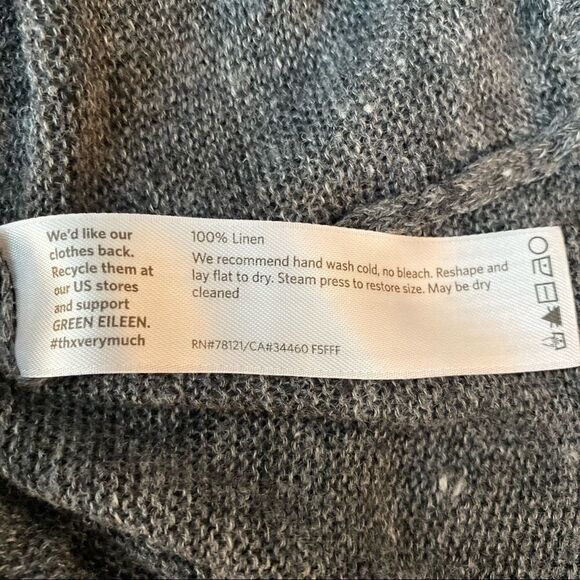 We'd like our
clothes back.
Recycle them at
our US stores
and support
GREEN EILEEN.
#thxverymuch
100% Linen
We recommend hand wash cold, no bleach. Reshape and
lay flat to dry. Steam press to restore size. May be dry
cleaned
RN#78121/CA#34460 FSFFF